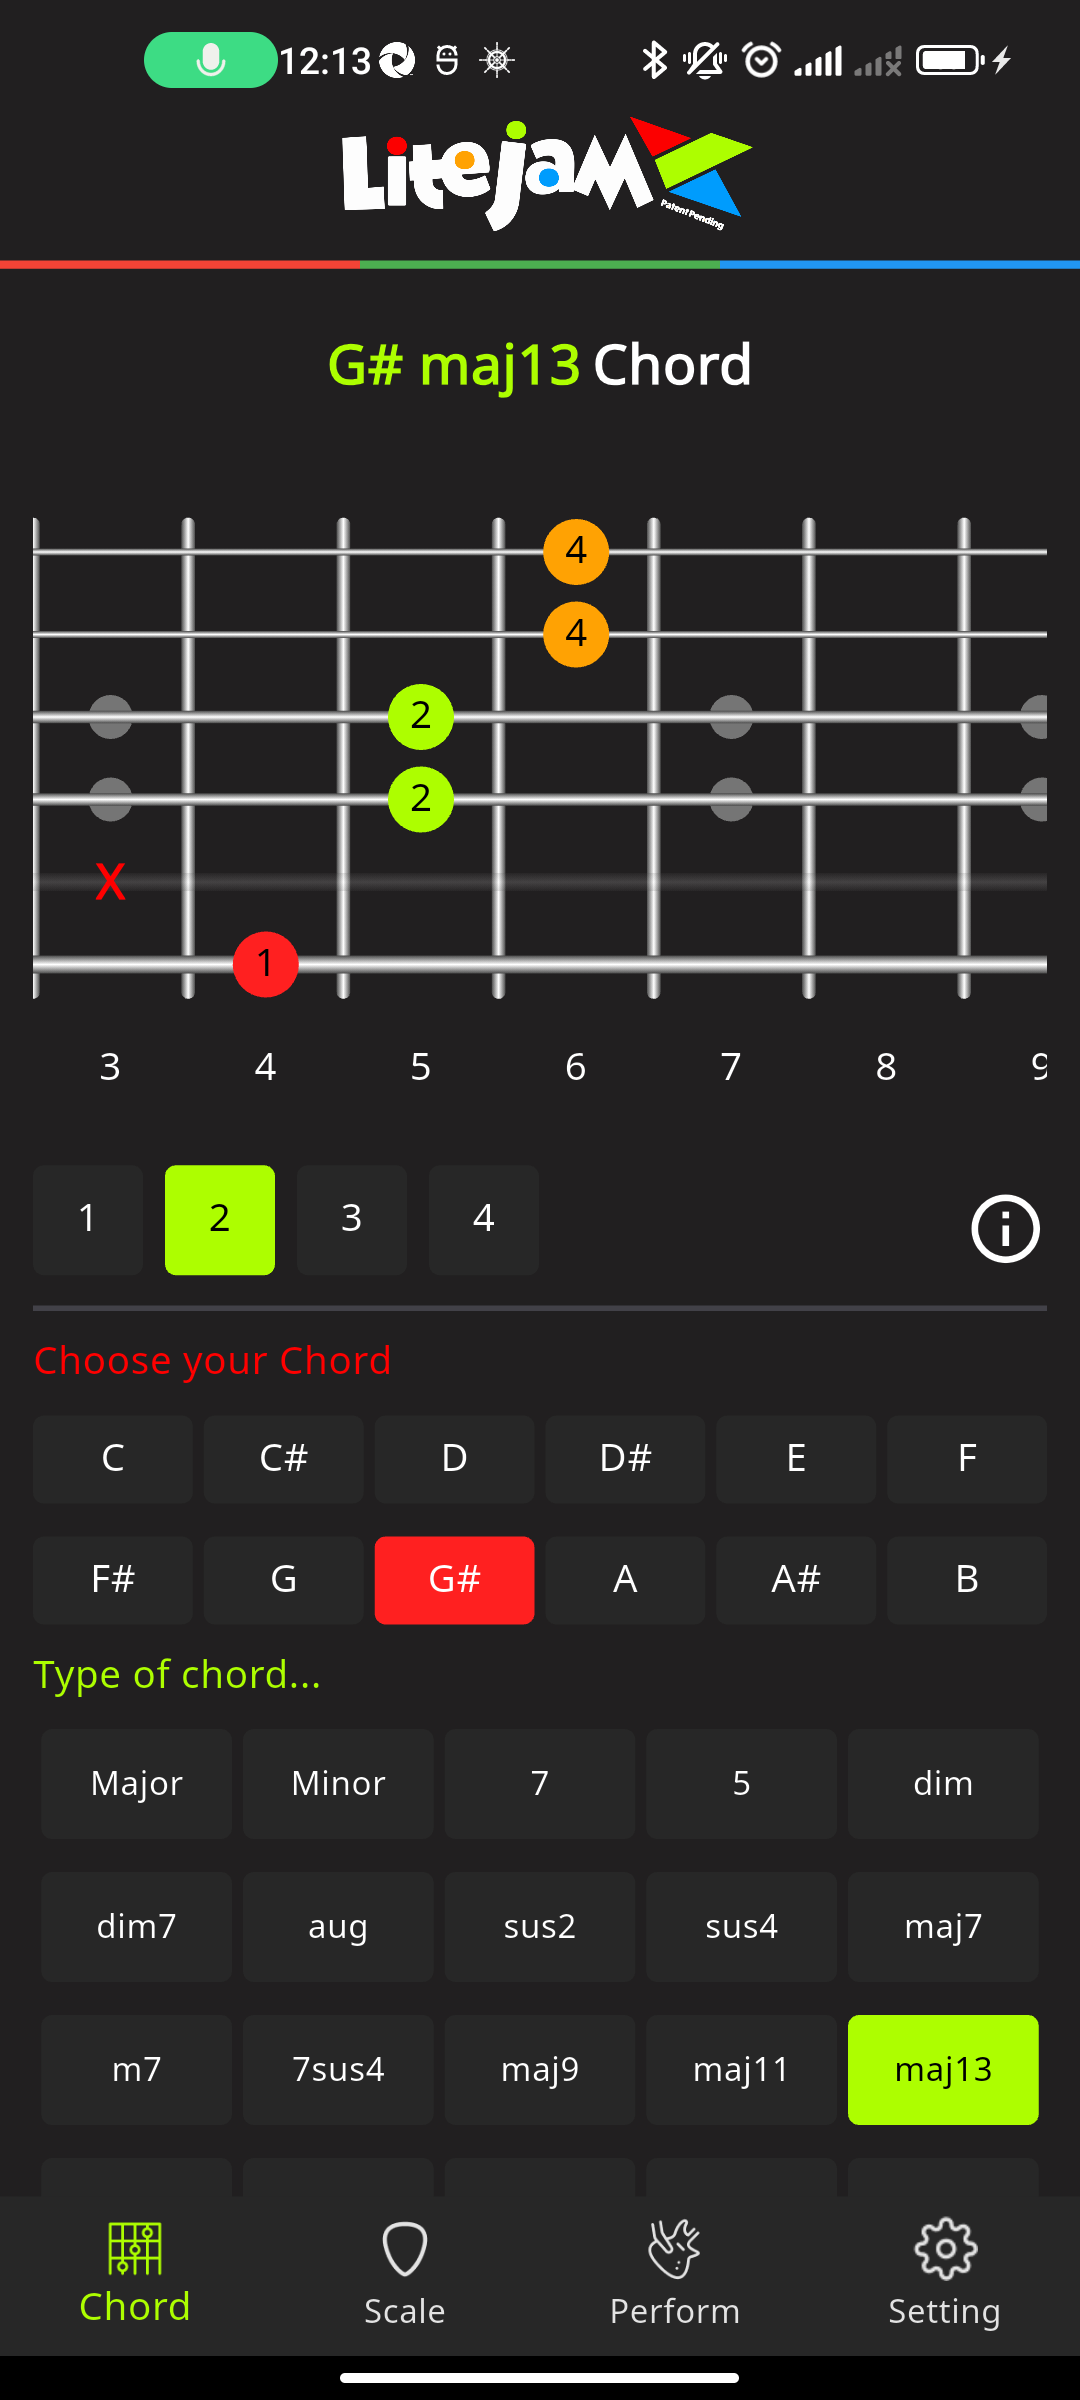 12:13
LitejaM
Patent Pending
G# maj13 Chord
4
4
2
2
X
1
3 4 5 6 7 8 9
1 2 3 4
Choose your Chord
C C# D D# E F
F# G G# A A# B
Type of chord...
Major Minor 7 5 dim
dim7 aug sus2 sus4 maj7
m7 7sus4 maj9 maj11 maj13
Chord Scale Perform Setting